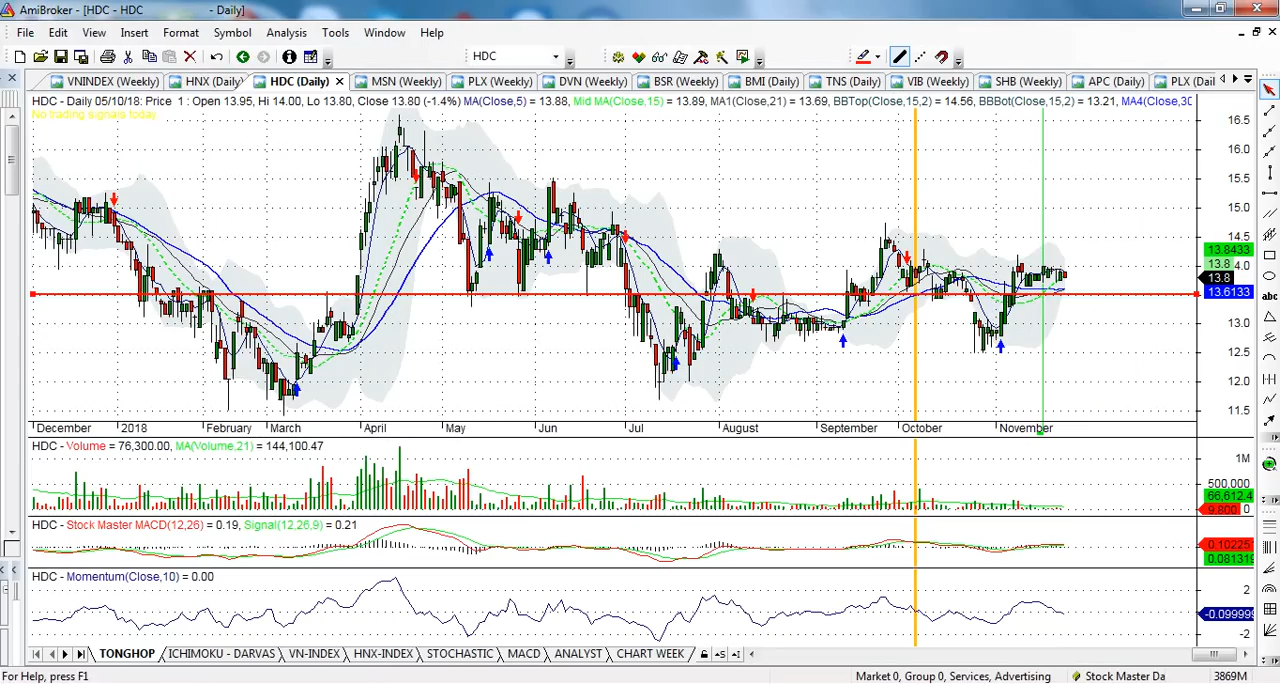 AmiBroker - [HDC - HDC - Daily]
File Edit View Insert Format Symbol Analysis Tools Window Help
HDC
VNINDEX (Weekly) HNX (Daily) HDC (Daily) MSN (Weekly) PLX (Weekly) DVN (Weekly) BSR (Weekly) BMI (Daily) TNS (Daily) VIB (Weekly) SHB (Weekly) APC (Daily) PLX (Dail
HDC - Daily 05/10/18: Price 1 : Open 13.95, Hi 14.00, Lo 13.80, Close 13.80 (-1.4%) MA(Close,5) = 13.88, Mid MA(Close,15) = 13.89, MA1(Close,21) = 13.69, BBTop(Close,15,2) = 14.56, BBBot(Close,15,2) = 13.21, MA4(Close,30
No trading signals today
16.5
16.0
15.5
15.0
14.5
13.8433
13.8
14.0
13.8
13.6133
13.0
12.5
12.0
11.5
December 2018 February March April May Jun Jul August September October November
HDC - Volume = 76,300.00, MA(Volume,21) = 144,100.47
1M
500.000
66,612.4
9.800 0
HDC - Stock Master MACD(12,26) = 0.19, Signal(12,26,9) = 0.21
0.10225
0.081319
HDC - Momentum(Close,10) = 0.00
2
-0.099999
-2
TONGHOP ICHIMON - DARVAS VN-INDEX HNX-INDEX STOCHASTIC MACD ANALYST CHART WEEK
For Help, press F1 Market 0, Group 0, Services, Advertising Stock Master Da 3869M